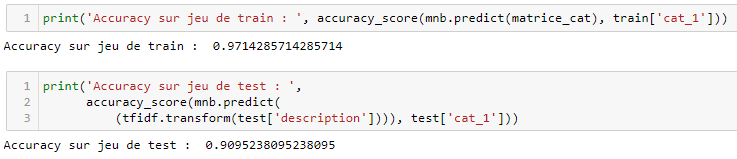 1 print('Accuracy sur jeu de train : ', accuracy_score(mnb.predict(matrice_cat), train['cat_1']))
Accuracy sur jeu de train :  0.9714285714285714
1 print('Accuracy sur jeu de test : ',
2       accuracy_score(mnb.predict(
3           (tfidf.transform(test['description']))), test['cat_1']))
Accuracy sur jeu de test :  0.9095238095238095